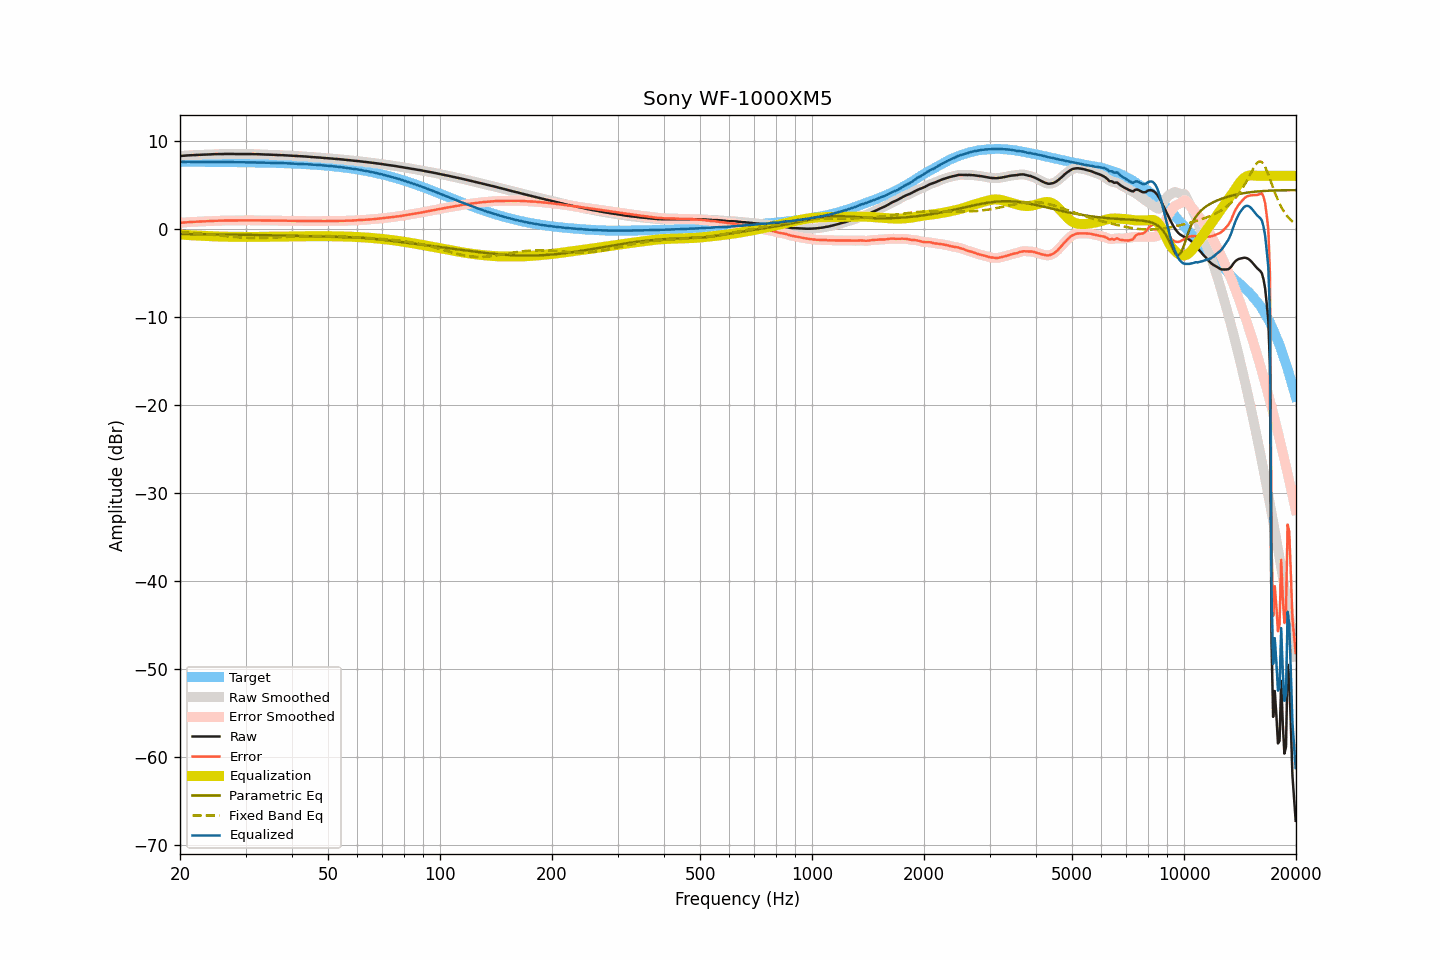 Sony WF-1000XM5
10
0
−10
−20
−30
−40
−50
−60
−70
Amplitude (dBr)
Target
Raw Smoothed
Error Smoothed
Raw
Error
Equalization
Parametric Eq
Fixed Band Eq
Equalized
20 50 100 200 500 1000 2000 5000 10000 20000
Frequency (Hz)